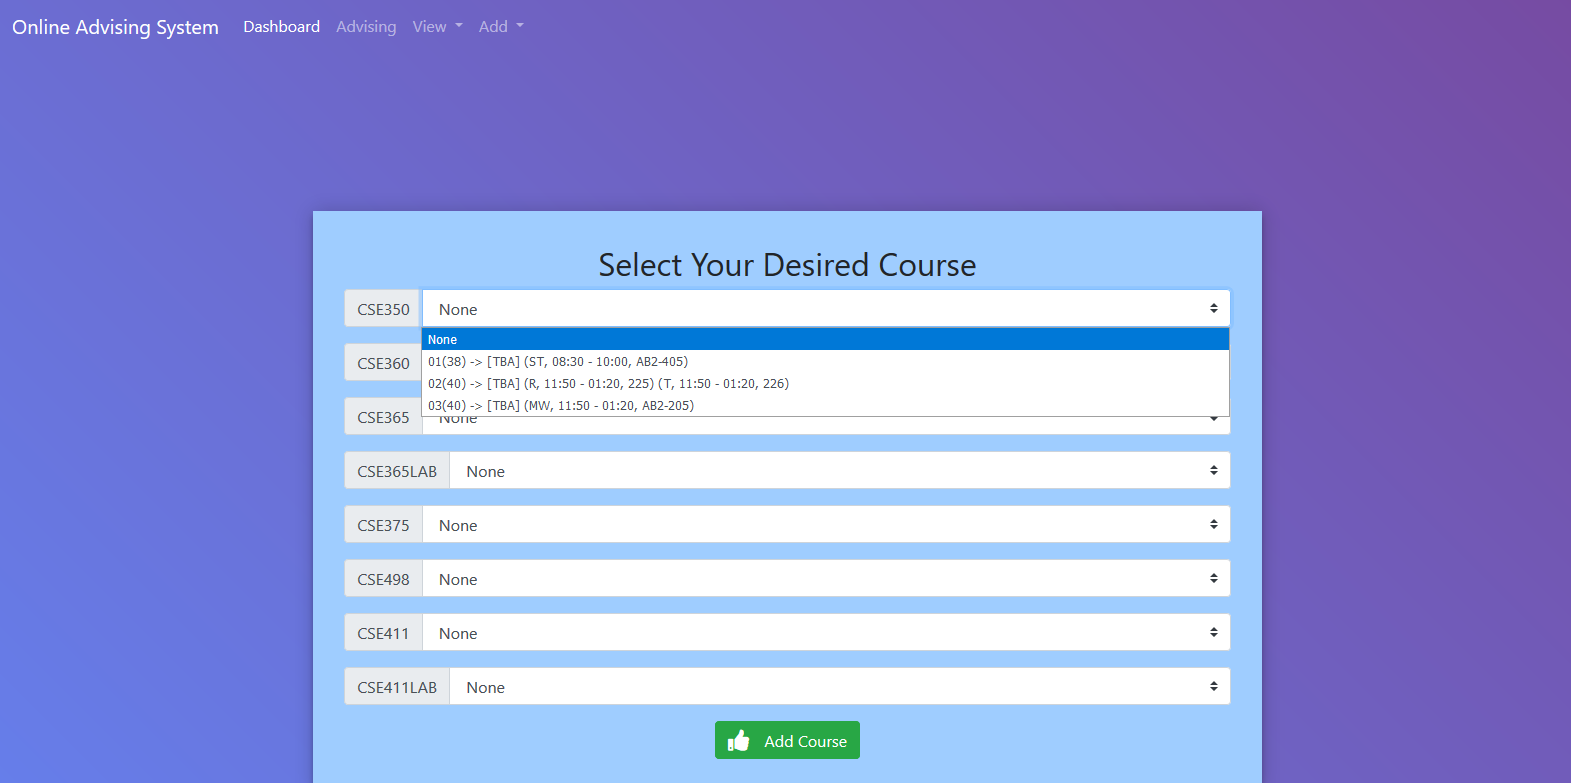 Online Advising System Dashboard Advising View Add
Select Your Desired Course
CSE350 None
None
01(38) -> [TBA] (ST, 08:30 - 10:00, AB2-405)
CSE360
02(40) -> [TBA] (R, 11:50 - 01:20, 225) (T, 11:50 - 01:20, 226)
03(40) -> [TBA] (MW, 11:50 - 01:20, AB2-205)
CSE365 None
CSE365LAB None
CSE375 None
CSE498 None
CSE411 None
CSE411LAB None
Add Course